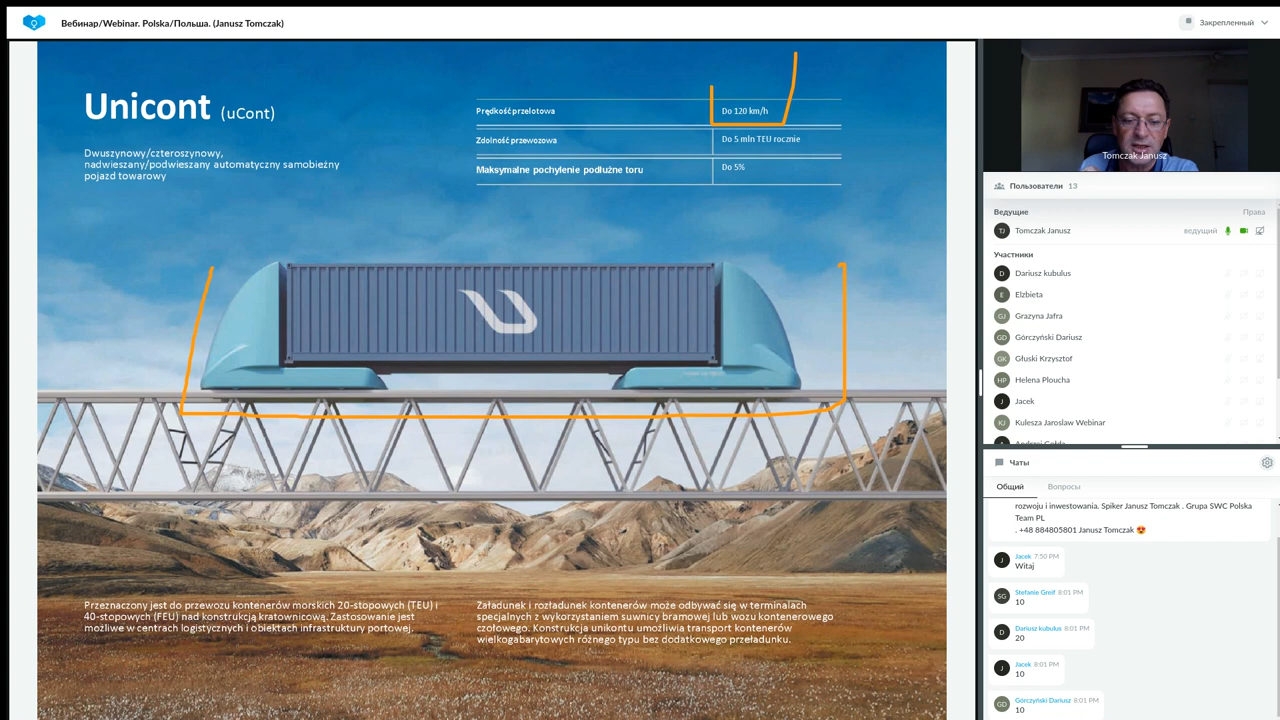 Вебинар/Webinar. Polska/Польша. (Janusz Tomczak)
Закрепленный
Unicont (uCont)
Dwuszynowy/czteroszynowy,
nadwieszany/podwieszany automatyczny samobieżny
pojazd towarowy
Prędkość przelotowa
Do 120 km/h
Zdolność przewozowa
Do 5 mln TEU rocznie
Maksymalne pochylenie podłużne toru
Do 5%
Przeznaczony jest do przewozu kontenerów morskich 20-stopowych (TEU) i
40-stopowych (FEU) nad konstrukcją kratownicową. Zastosowanie jest
możliwe w centrach logistycznych i obiektach infrastruktury portowej.
Załadunek i rozładunek kontenerów może odbywać się w terminalach
specjalnych z wykorzystaniem suwnicy bramowej lub wozu kontenerowego
czołowego. Konstrukcja unikontu umożliwia transport kontenerów
wielkogabarytowych różnego typu bez dodatkowego przeładunku.
Tomczak Janusz
Пользователи 13
Ведущие
Права
TJ Tomczak Janusz
ведущий
Участники
D Dariusz kubulus
E Elzbieta
GJ Grazyna Jafra
GD Górczyński Dariusz
GK Głuski Krzysztof
HP Helena Ploucha
J Jacek
KJ Kulesza Jaroslaw Webinar
Чаты
Общий
Вопросы
rozwoju i inwestowania. Spiker Janusz Tomczak . Grupa SWC Polska
Team PL
. +48 884805801 Janusz Tomczak 😍
J Jacek 7:50 PM
Witaj
SG Stefanie Greif 8:01 PM
10
D Dariusz kubulus 8:01 PM
20
J Jacek 8:01 PM
10
GD Górczyński Dariusz 8:01 PM
10